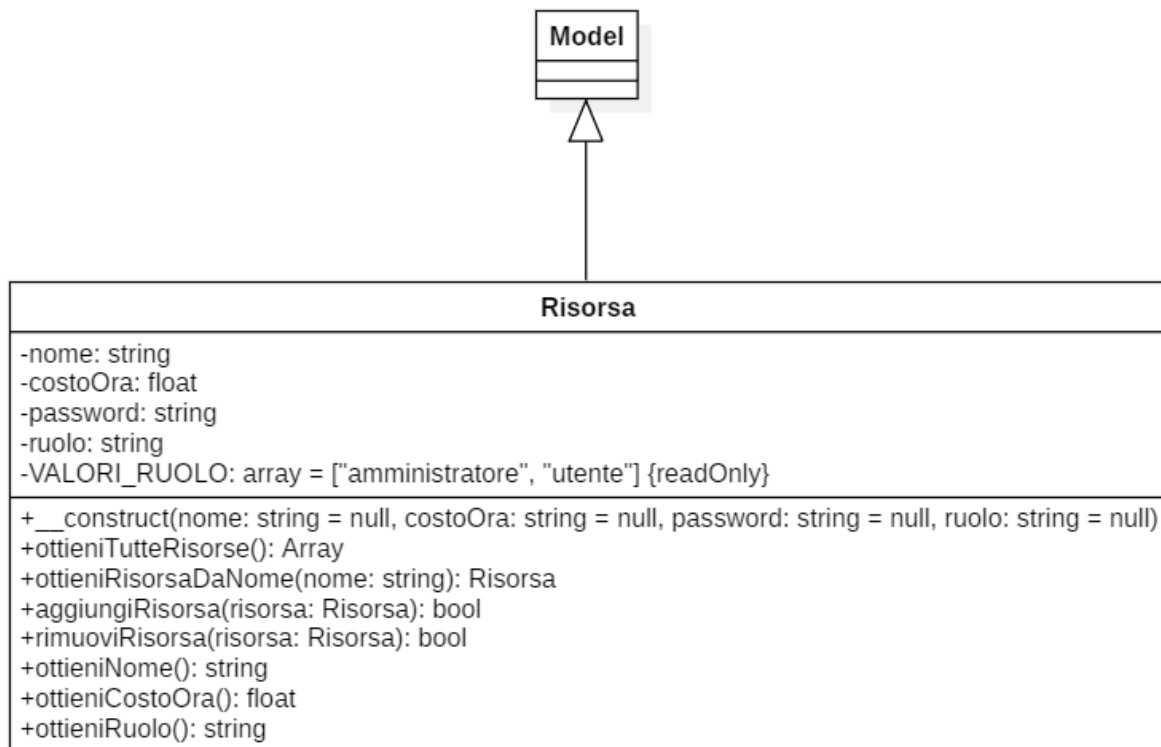 Model
Risorsa
-nome: string
-costoOra: float
-password: string
-ruolo: string
-VALORI_RUOLO: array = ["amministratore", "utente"] {readOnly}
+__construct(nome: string = null, costoOra: string = null, password: string = null, ruolo: string = null)
+ottieniTutteRisorse(): Array
+ottieniRisorsaDaNome(nome: string): Risorsa
+aggiungiRisorsa(risorsa: Risorsa): bool
+rimuoviRisorsa(risorsa: Risorsa): bool
+ottieniNome(): string
+ottieniCostoOra(): float
+ottieniRuolo(): string